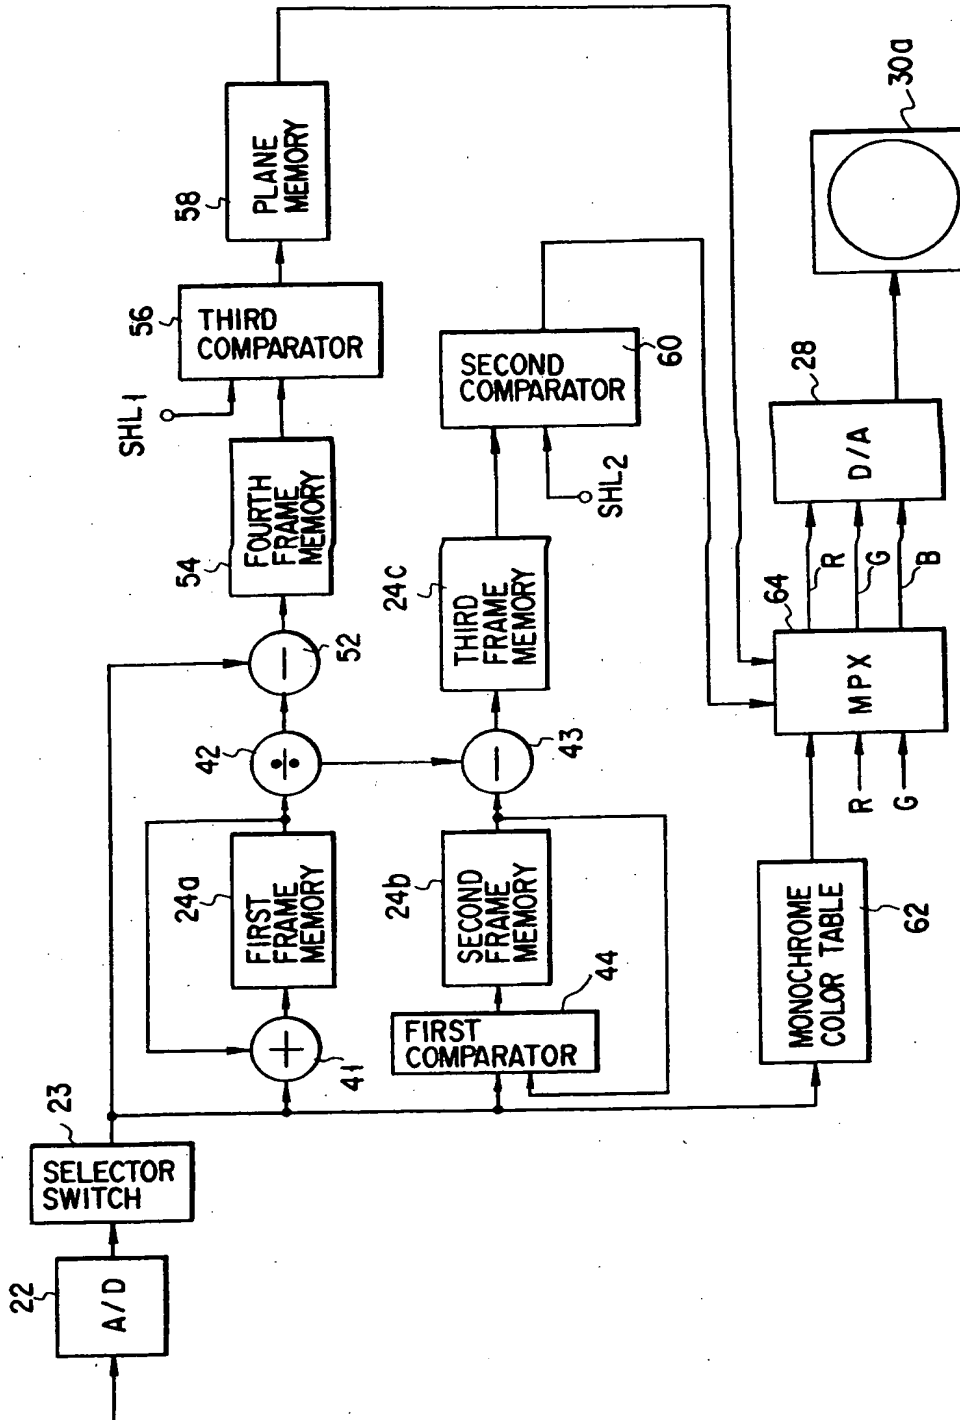 58
PLANE
MEMORY
56
THIRD
COMPARATOR
SHL1
54
FOURTH
FRAME
MEMORY
52
42
÷
24a
FIRST
FRAME
MEMORY
+
41
−
23
SELECTOR
SWITCH
22
A/D
SECOND
COMPARATOR
60
SHL2
24c
THIRD
FRAME
MEMORY
−
43
24b
SECOND
FRAME
MEMORY
44
FIRST
COMPARATOR
30a
28
D/A
R
G
B
64
MPX
R
G
MONOCHROME
COLOR TABLE
62